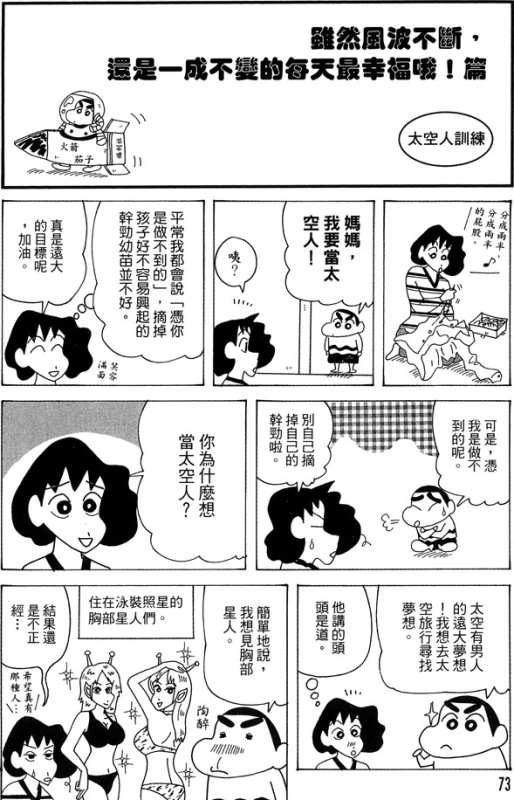 雖然風波不斷，
還是一成不變的每天最幸福哦！篇
火箭
茄子
太空人訓練
分成兩半
分成兩半
的屁股。♪
媽媽，
我要當太
空人！
咦？
平常我都會說「憑你
是做不到的」，摘掉
孩子好不容易興起的
幹勁幼苗並不好。
真是遠大
的目標呢
，加油。
笑容
滿面
可是，憑
我是做不
到的呢。
別自己摘
掉自己的
幹勁啦。
你為什麼想
當太空人？
太空有男人
的遠大夢想
！我想去太
空旅行尋找
夢想。
他講的頭
頭是道。
簡單地說，
我想見胸部
星人。
陶醉
住在泳裝照星的
胸部星人們。
結果還
是不正
經…
希望真有
那種人…
73